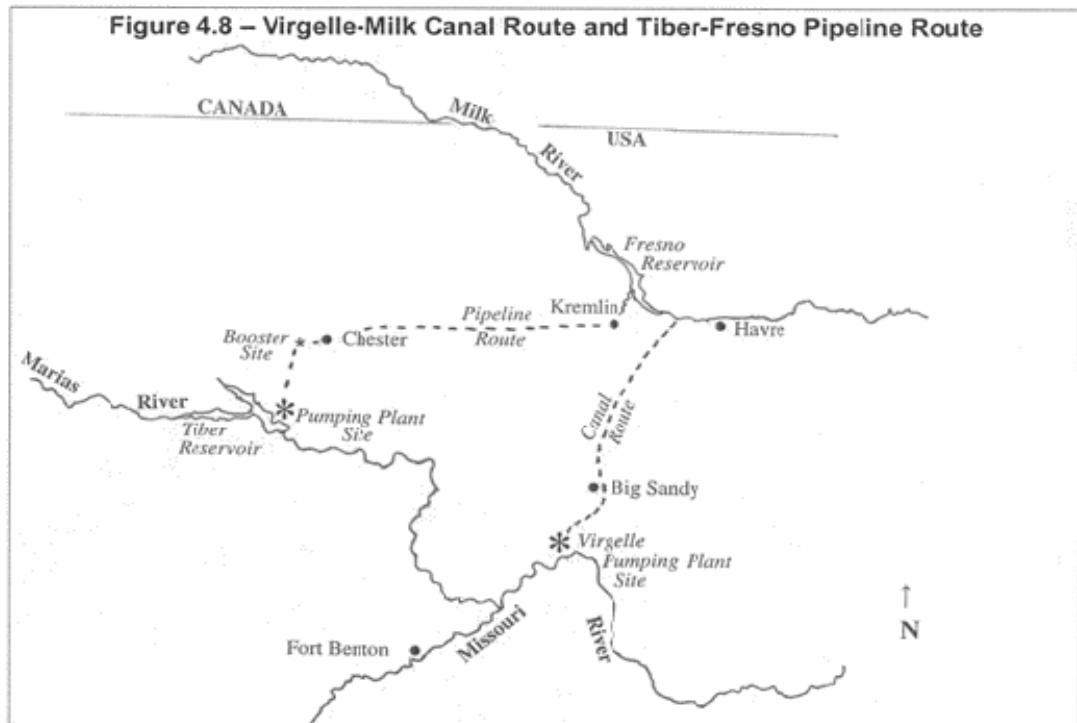 Figure 4.8 – Virgelle-Milk Canal Route and Tiber-Fresno Pipeline Route
CANADA
Milk
USA
River
Fresno
Reservoir
Kremlin
Pipeline
Route
Havre
Booster
Site
Chester
Marias
River
Tiber
Reservoir
Pumping Plant
Site
Canal
Route
Big Sandy
Virgelle
Pumping Plant
Site
N
Fort Benton
Missouri
River